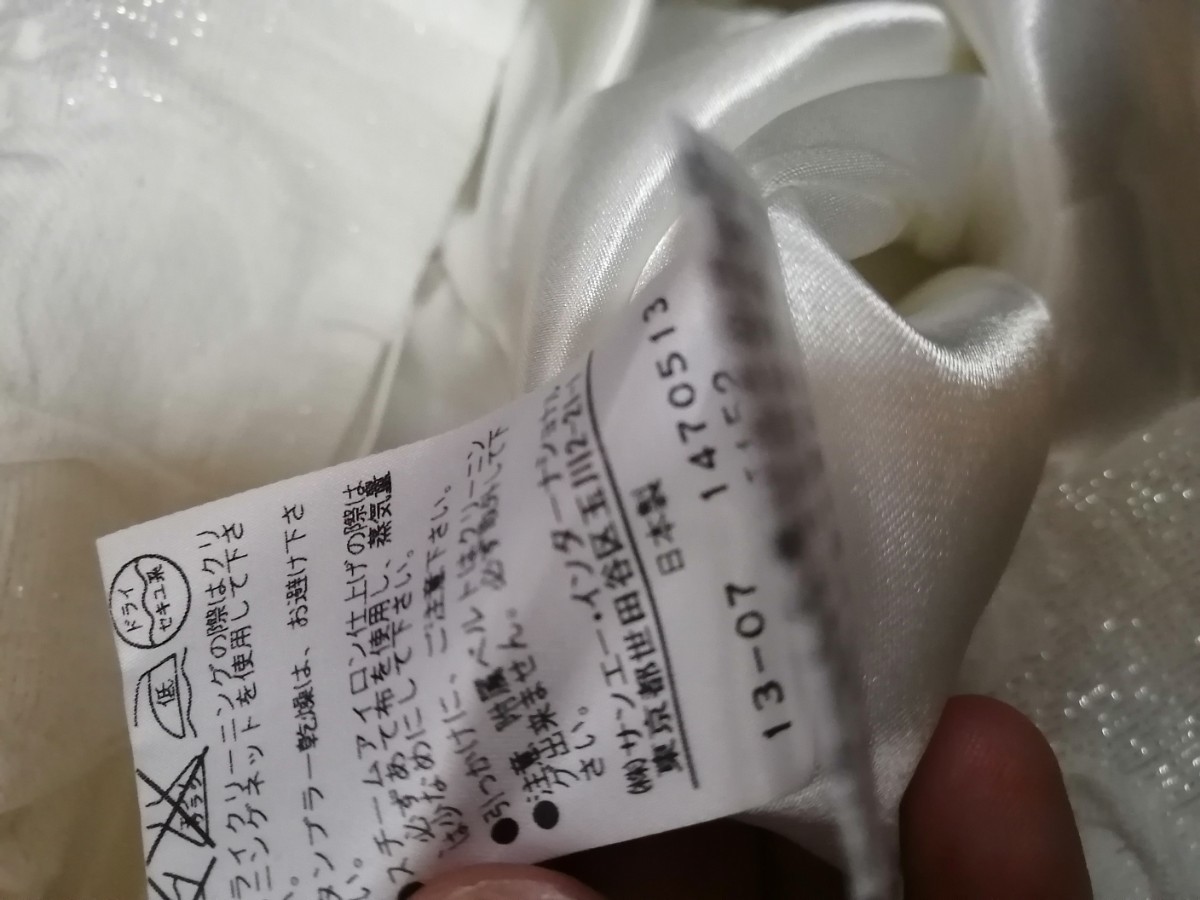 ドライ
セキユ系
低
ライクリーニングの際はクリ
ニングネットを使用して下さ
い。
タンブラー乾燥は、お避け下さ
い。
スチームアイロン仕上げの際は
必ずあて布を使用し、蒸気量
はひかえめにして下さい。
●引っかけに、ご注意下さい。
●注意 附属ベルトはクリーニン
グ出来ません。必ず外して下
さい。
㈱サンエー・インターナショナル
東京都世田谷区玉川2-21-1
日本製
13-07 1470513